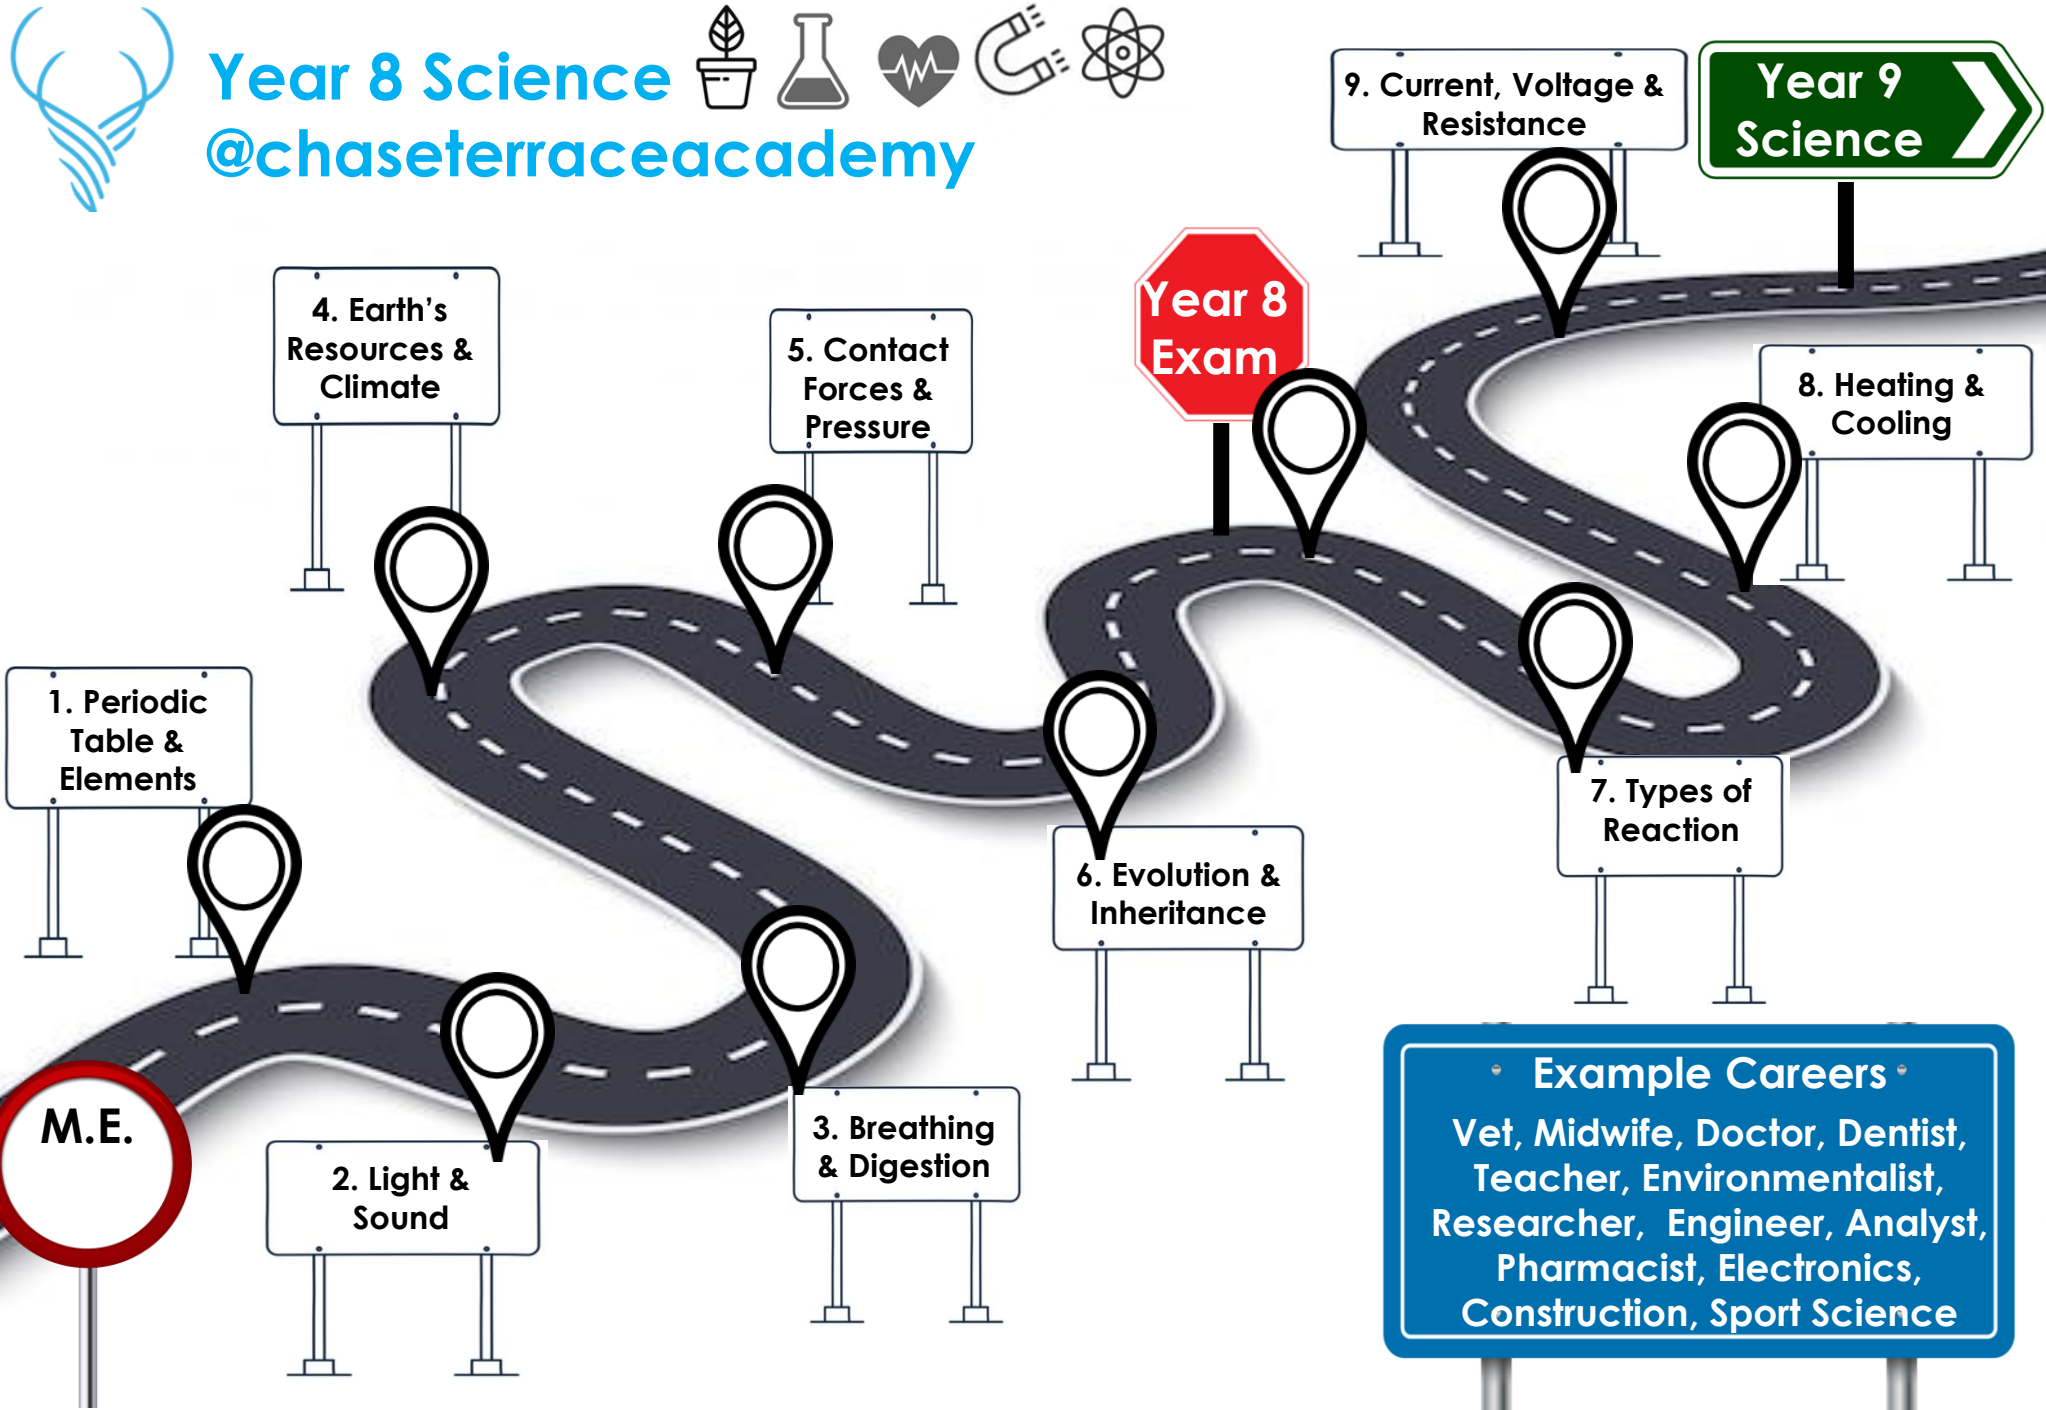 Year 8 Science
@chaseterraceacademy
9. Current, Voltage &
Resistance
Year 9
Science
4. Earth's
Resources &
Climate
5. Contact
Forces &
Pressure
Year 8
Exam
8. Heating &
Cooling
1. Periodic
Table &
Elements
7. Types of
Reaction
6. Evolution &
Inheritance
M.E.
2. Light &
Sound
3. Breathing
& Digestion
Example Careers
Vet, Midwife, Doctor, Dentist,
Teacher, Environmentalist,
Researcher,  Engineer, Analyst,
Pharmacist, Electronics,
Construction, Sport Science